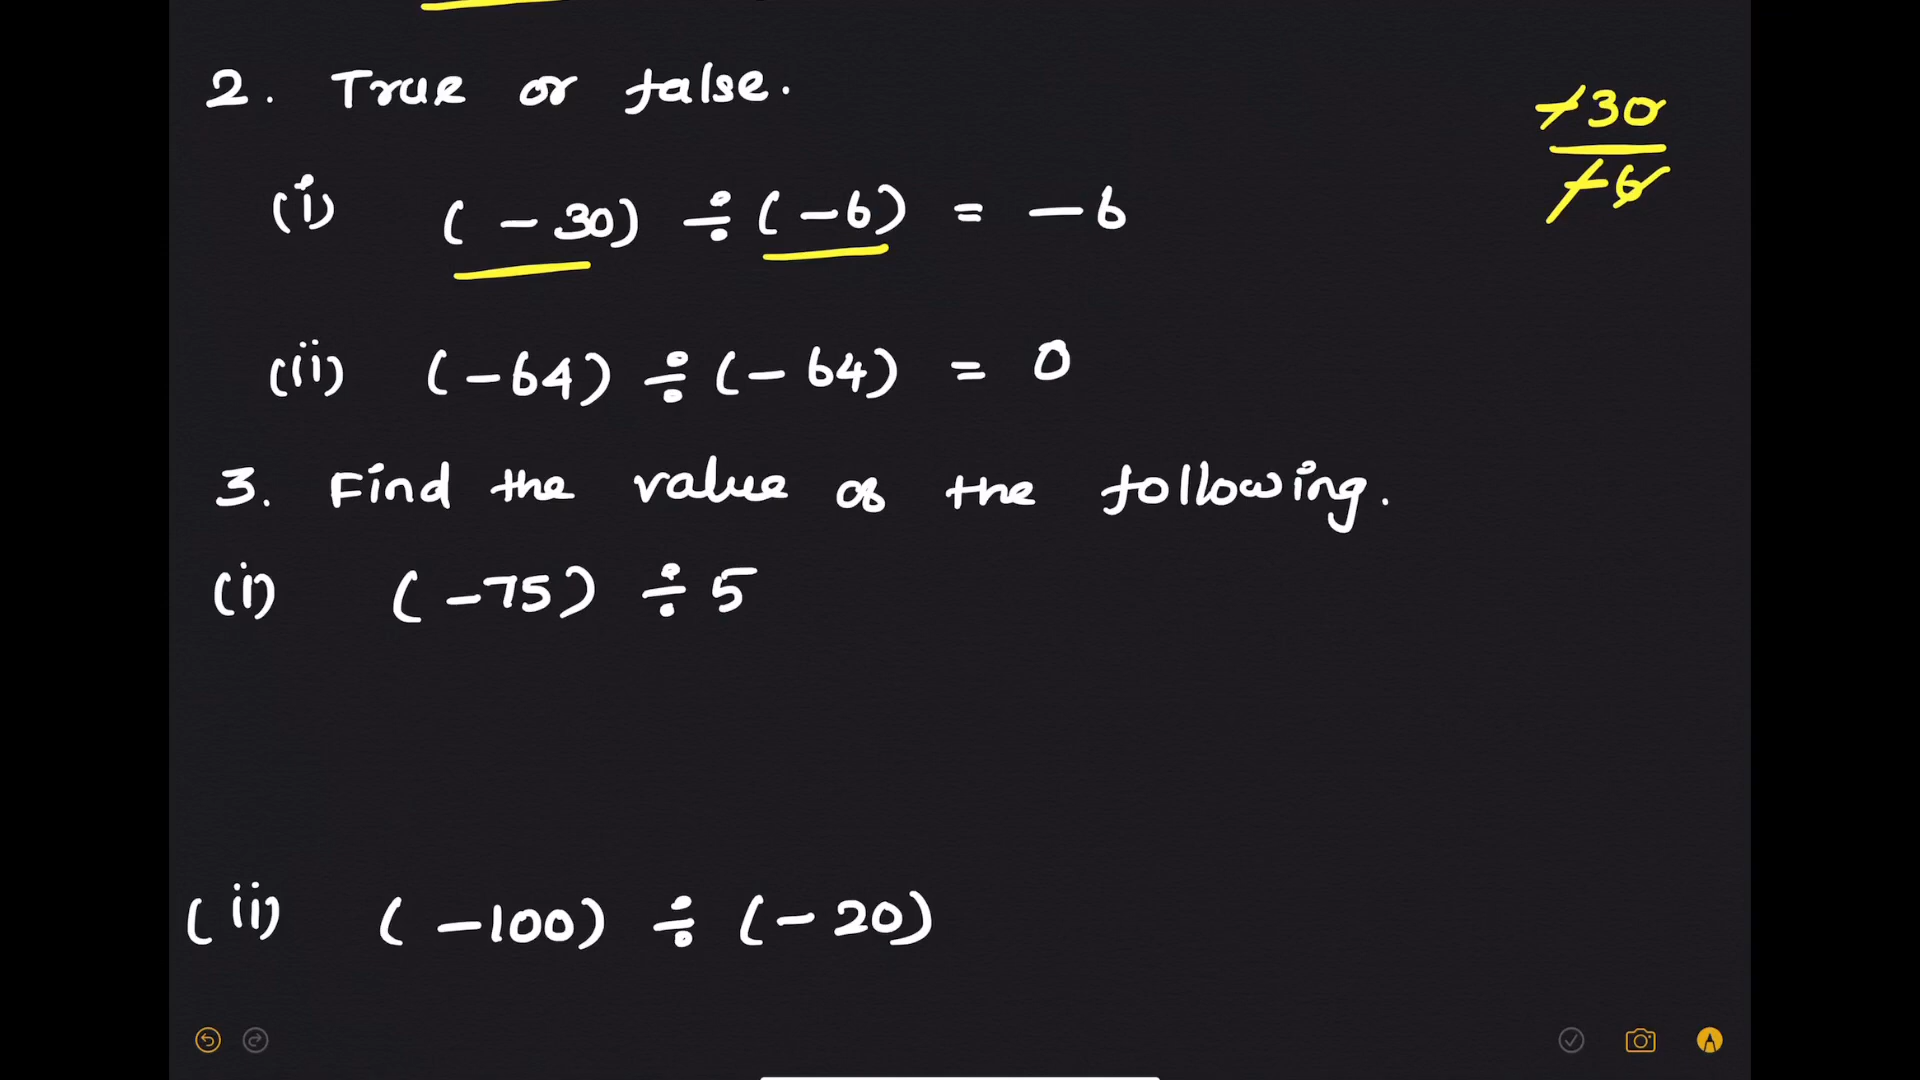 2. True or false.
-30
-6
(i) (-30) ÷ (-6) = -6
(ii) (-64) ÷ (-64) = 0
3. Find the value of the following.
(i) (-75) ÷ 5
(ii) (-100) ÷ (-20)